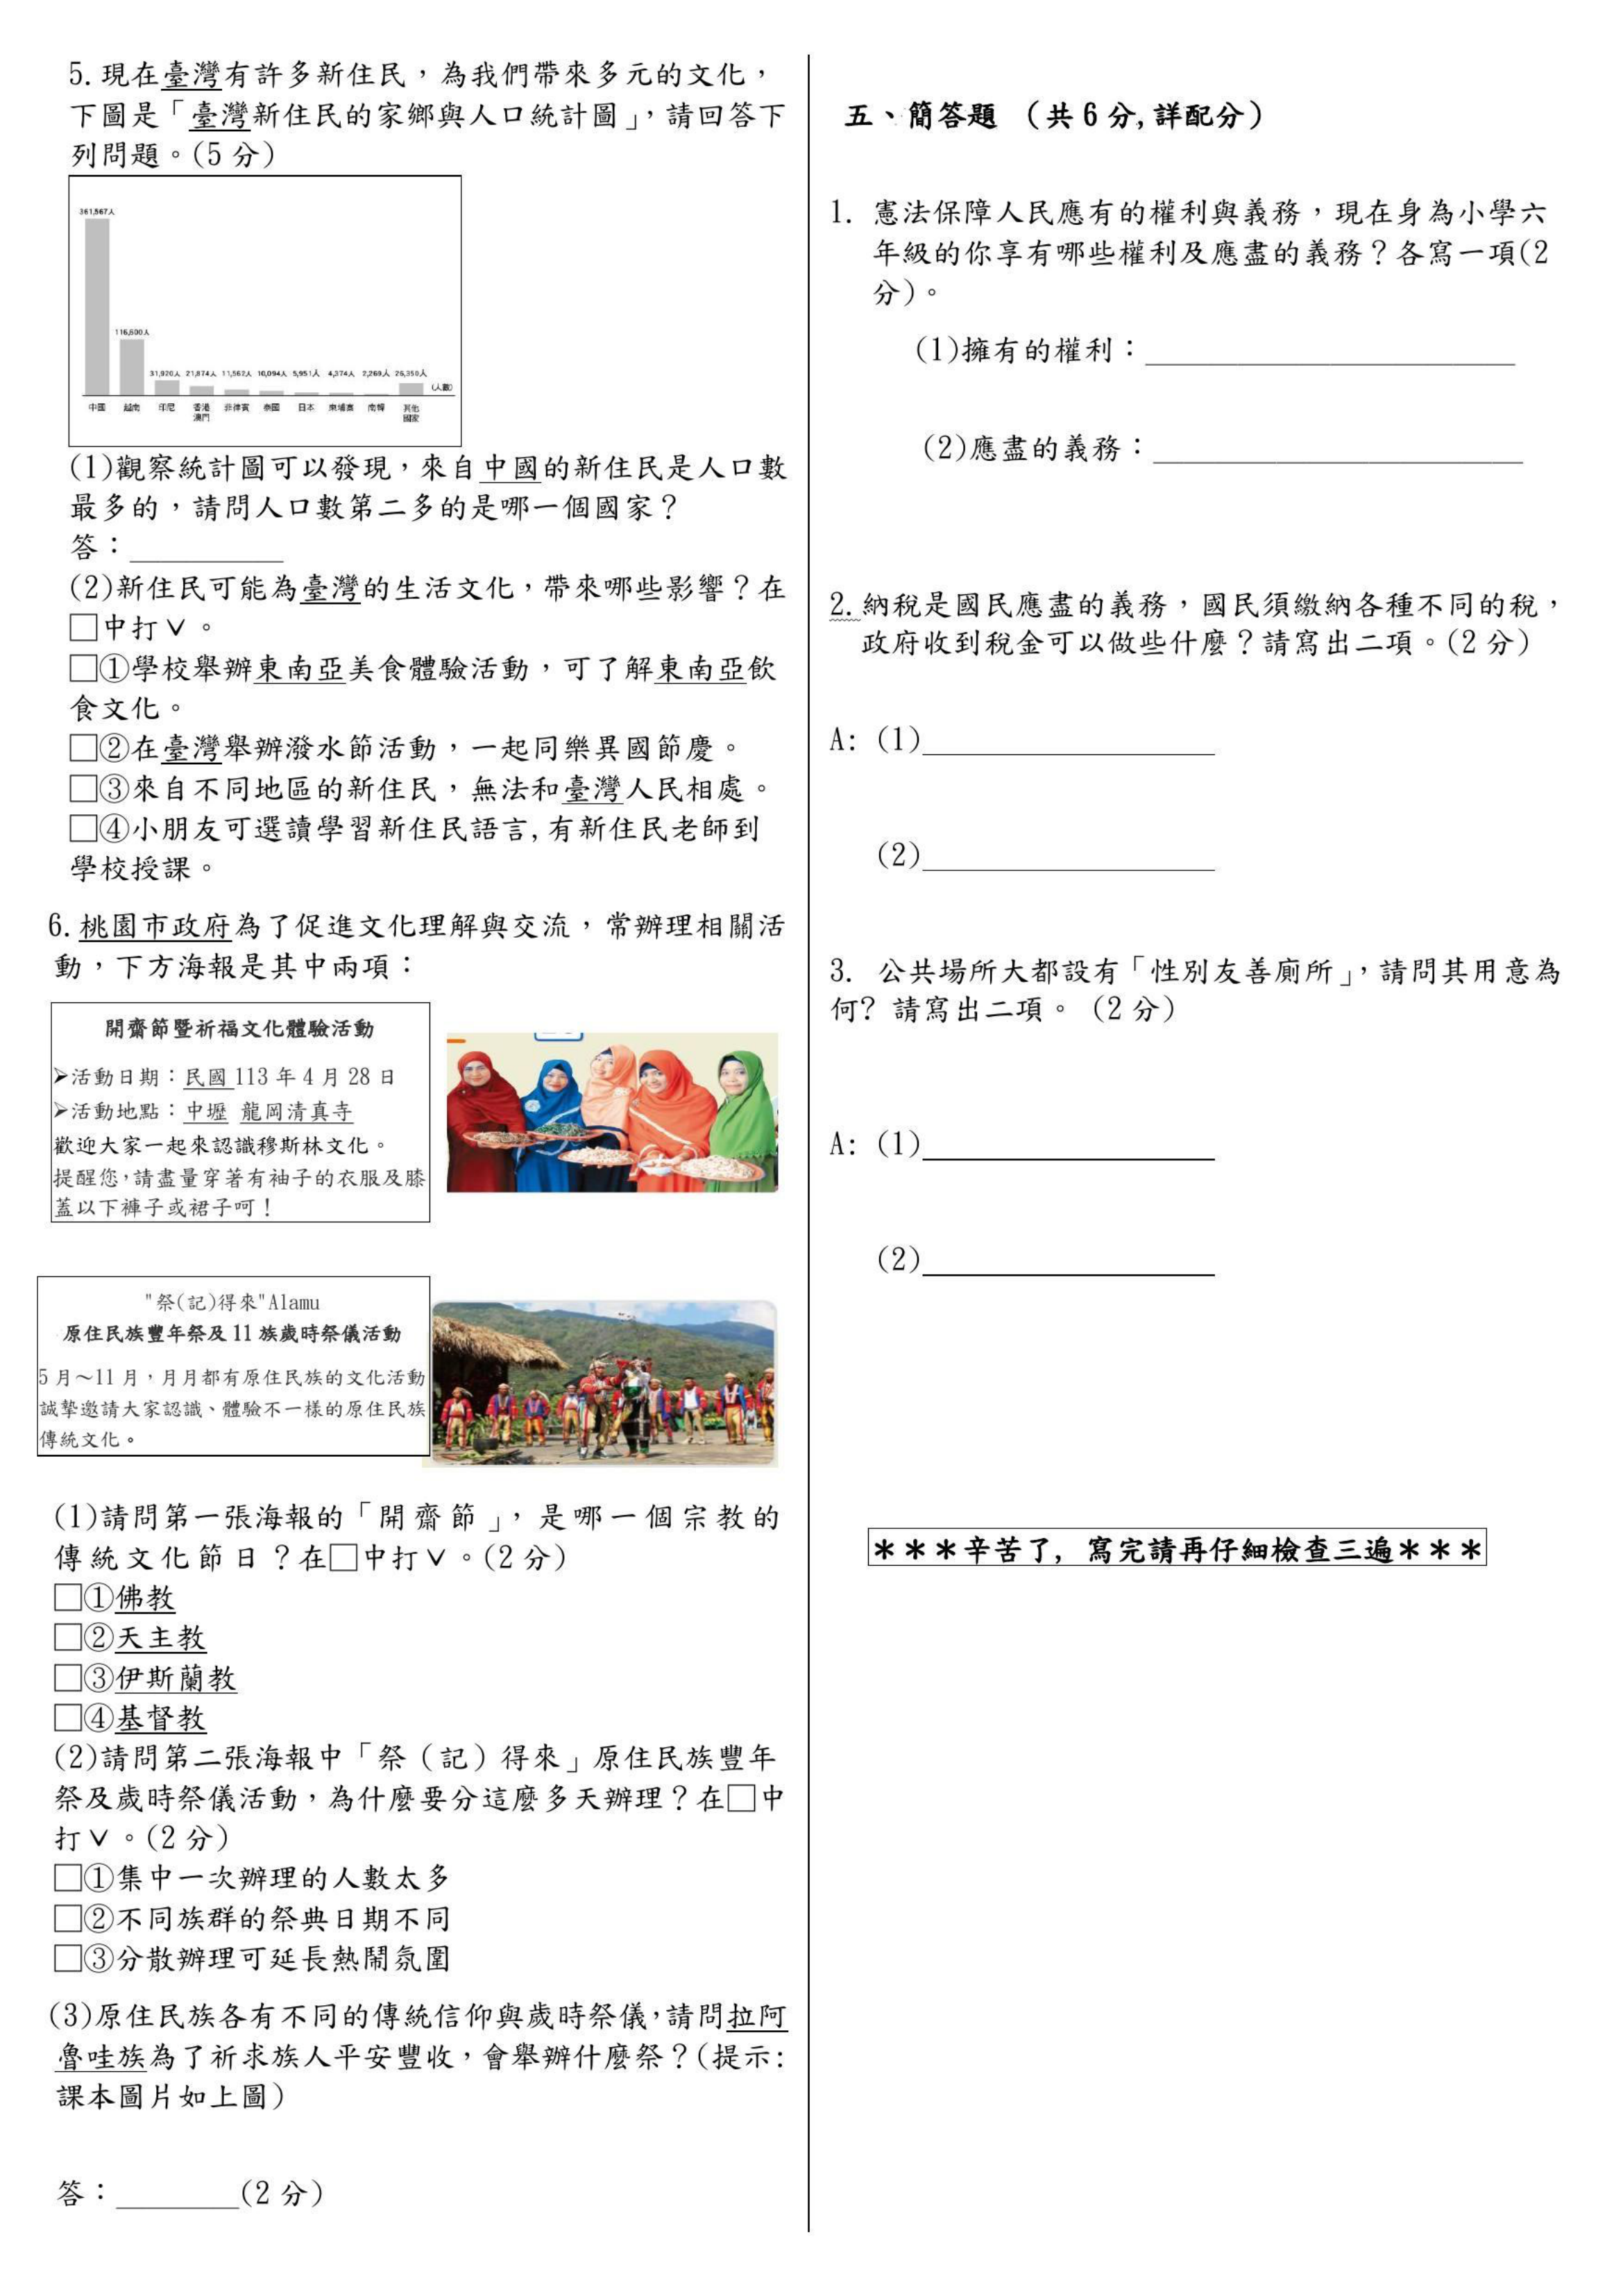 5.現在臺灣有許多新住民，為我們帶來多元的文化，
下圖是「臺灣新住民的家鄉與人口統計圖」，請回答下
列問題。(5 分)
361,567人
116,600人
31,920人 21,874人 11,562人 10,094人 5,951人 4,374人 2,269人 26,350人
(人數)
中國 越南 印尼 香港澳門 菲律賓 泰國 日本 柬埔寨 南韓 其他國家
(1)觀察統計圖可以發現，來自中國的新住民是人口數
最多的，請問人口數第二多的是哪一個國家？
答：__________
(2)新住民可能為臺灣的生活文化，帶來哪些影響？在
□中打ˇ。
□①學校舉辦東南亞美食體驗活動，可了解東南亞飲
食文化。
□②在臺灣舉辦潑水節活動，一起同樂異國節慶。
□③來自不同地區的新住民，無法和臺灣人民相處。
□④小朋友可選讀學習新住民語言,有新住民老師到
學校授課。
6.桃園市政府為了促進文化理解與交流，常辦理相關活
動，下方海報是其中兩項：
開齋節暨祈福文化體驗活動
➢活動日期：民國 113 年 4 月 28 日
➢活動地點：中壢 龍岡清真寺
歡迎大家一起來認識穆斯林文化。
提醒您，請盡量穿著有袖子的衣服及膝
蓋以下褲子或裙子呵！
"祭(記)得來"Alamu
原住民族豐年祭及 11 族歲時祭儀活動
5 月～11 月，月月都有原住民族的文化活動
誠摯邀請大家認識、體驗不一樣的原住民族
傳統文化。
(1)請問第一張海報的「開齋節」，是哪一個宗教的
傳統文化節日？在□中打ˇ。(2 分)
□①佛教
□②天主教
□③伊斯蘭教
□④基督教
(2)請問第二張海報中「祭（記）得來」原住民族豐年
祭及歲時祭儀活動，為什麼要分這麼多天辦理？在□中
打ˇ。(2 分)
□①集中一次辦理的人數太多
□②不同族群的祭典日期不同
□③分散辦理可延長熱鬧氛圍
(3)原住民族各有不同的傳統信仰與歲時祭儀，請問拉阿
魯哇族為了祈求族人平安豐收，會舉辦什麼祭？(提示：
課本圖片如上圖)
答：________(2 分)
五、簡答題 （共 6 分,詳配分）
1. 憲法保障人民應有的權利與義務，現在身為小學六
年級的你享有哪些權利及應盡的義務？各寫一項(2
分)。
(1)擁有的權利：________________________
(2)應盡的義務：________________________
2.納稅是國民應盡的義務，國民須繳納各種不同的稅，
政府收到稅金可以做些什麼？請寫出二項。(2 分)
A: (1)___________________
(2)___________________
3. 公共場所大都設有「性別友善廁所」，請問其用意為
何? 請寫出二項。 (2 分)
A: (1)___________________
(2)___________________
＊＊＊辛苦了, 寫完請再仔細檢查三遍＊＊＊